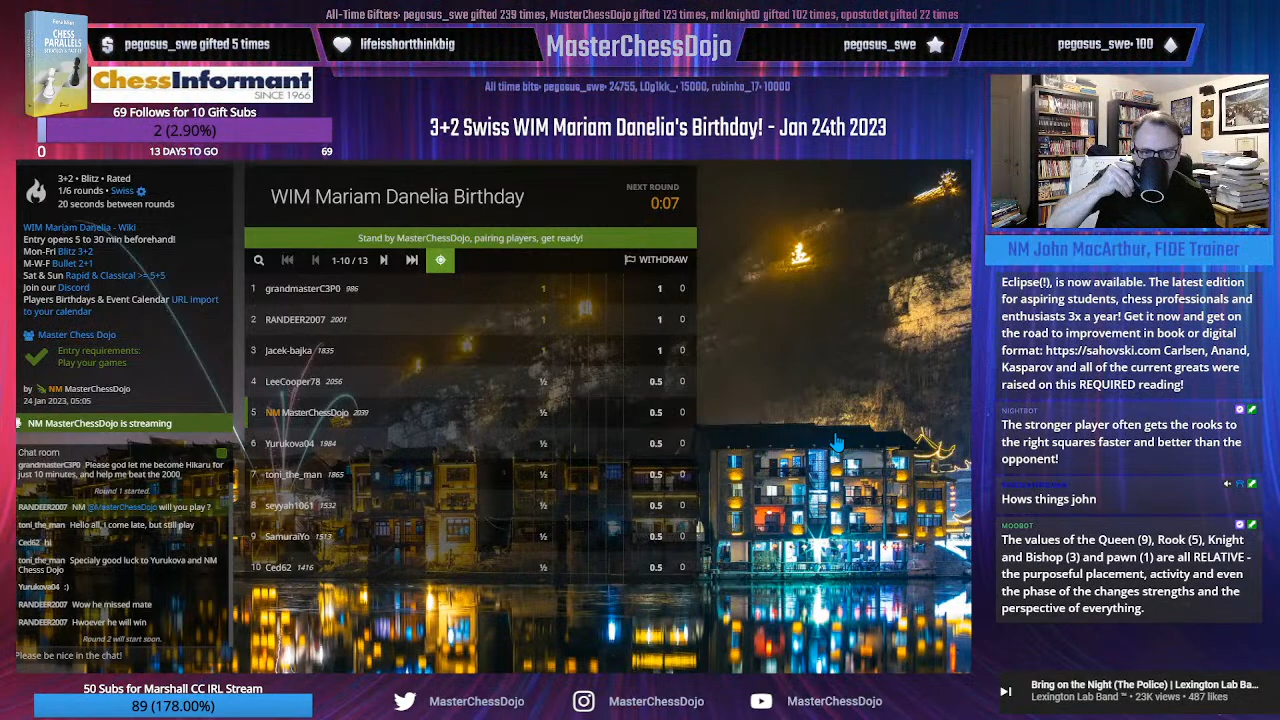 All-Time Gifters: pegasus_swe gifted 239 times, MasterChessDojo gifted 123 times, mdknight0 gifted 102 times, apostatlet gifted 22 times
CHESS
PARALLELS
pegasus_swe gifted 5 times
lifeisshortthinkbig
MasterChessDojo
pegasus_swe
pegasus_swe: 100
ChessInformant
SINCE 1966
All time bits: pegasus_swe: 24755, L0g1kk_: 15000, rubinho_17: 10000
69 Follows for 10 Gift Subs
2 (2.90%)
0
13 DAYS TO GO
69
3+2 Swiss WIM Mariam Danelia's Birthday! - Jan 24th 2023
3+2 • Blitz • Rated
1/6 rounds • Swiss
20 seconds between rounds
WIM Mariam Danelia - Wiki
Entry opens 5 to 30 min beforehand!
Mon-Fri Blitz 3+2
M-W-F Bullet 2+1
Sat & Sun Rapid & Classical >= 5+5
Join our Discord
Players Birthdays & Event Calendar URL import
to your calendar
Master Chess Dojo
Entry requirements:
Play your games
by NM MasterChessDojo
24 Jan 2023, 05:05
NM MasterChessDojo is streaming
Chat room
grandmasterC3P0 Please god let me become Hikaru for
just 10 minutes, and help me beat the 2000
Round 1 started.
RANDEER2007 NM @MasterChessDojo will you play ?
toni_the_man Hello all, I come late, but still play
Ced62 hi
toni_the_man Specialy good luck to Yurukova and NM
Chesss Dojo
Yurukova04 :)
RANDEER2007 Wow he missed mate
RANDEER2007 Hwoever he will win
Round 2 will start soon.
Please be nice in the chat!
WIM Mariam Danelia Birthday
NEXT ROUND
0:07
Stand by MasterChessDojo, pairing players, get ready!
1-10 / 13
WITHDRAW
1 grandmasterC3P0 986 1 1 0
2 RANDEER2007 2001 1 1 0
3 Jacek-bajka 1835 1 1 0
4 LeeCooper78 2056 ½ 0.5 0
5 NM MasterChessDojo 2039 ½ 0.5 0
6 Yurukova04 1984 ½ 0.5 0
7 toni_the_man 1865 ½ 0.5 0
8 seyyah1061 1532 ½ 0.5 0
9 SamuraiYo 1513 ½ 0.5 0
10 Ced62 1416 ½ 0.5 0
NM John MacArthur, FIDE Trainer
Eclipse(!), is now available. The latest edition
for aspiring students, chess professionals and
enthusiasts 3x a year! Get it now and get on
the road to improvement in book or digital
format: https://sahovski.com Carlsen, Anand,
Kasparov and all of the current greats were
raised on this REQUIRED reading!
NIGHTBOT
The stronger player often gets the rooks to
the right squares faster and better than the
opponent!
Hows things john
MOOBOT
The values of the Queen (9), Rook (5), Knight
and Bishop (3) and pawn (1) are all RELATIVE -
the purposeful placement, activity and even
the phase of the changes strengths and the
perspective of everything.
50 Subs for Marshall CC IRL Stream
89 (178.00%)
MasterChessDojo
MasterChessDojo
MasterChessDojo
Bring on the Night (The Police) | Lexington Lab Ba...
Lexington Lab Band ™ • 23K views • 487 likes